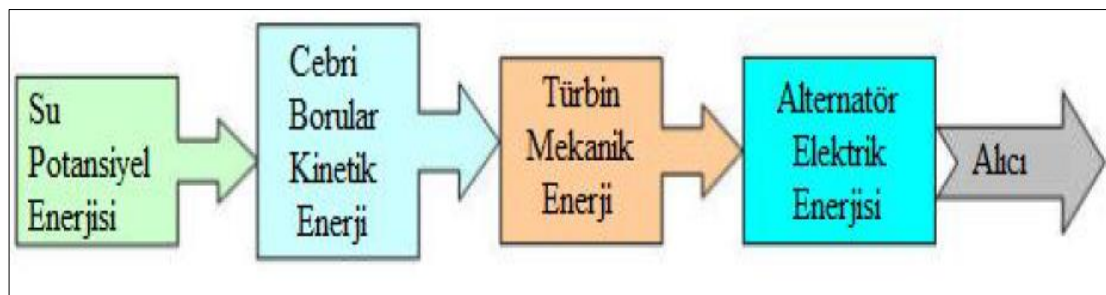 Su
Potansiyel
Enerjisi
Cebri
Borular
Kinetik
Enerji
Türbin
Mekanik
Enerji
Alternatör
Elektrik
Enerjisi
Alıcı